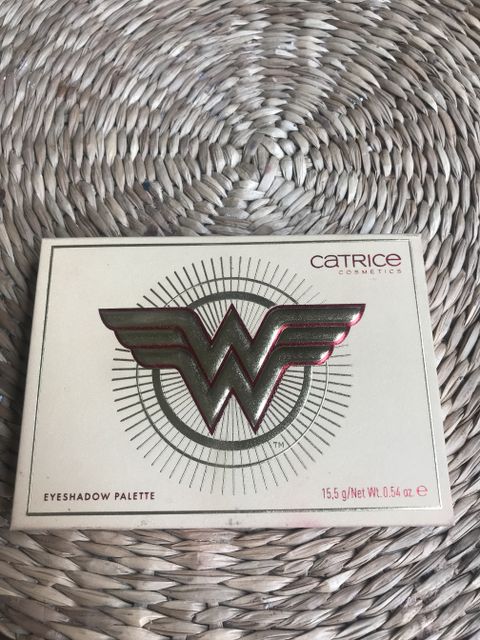 CATRICE
COSMETICS
TM
EYESHADOW PALETTE
15,5 g/Net Wt. 0.54 oz. ℮